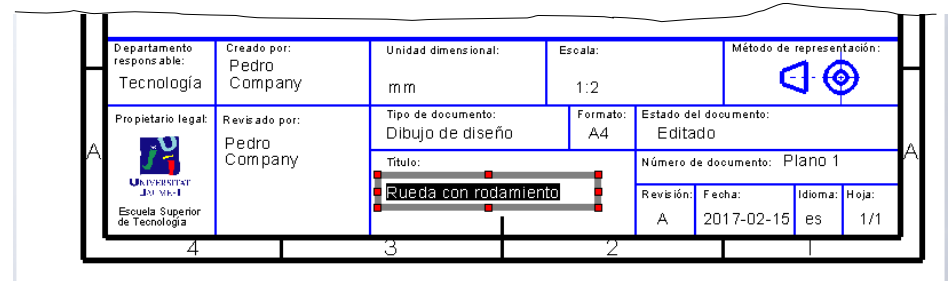 Departamento
responsable:
Tecnología
Creado por:
Pedro
Company
Unidad dimensional:
mm
Escala:
1:2
Método de representación:
Propietario legal:
UNIVERSITAT
JAUME·I
Escuela Superior
de Tecnología
Revisado por:
Pedro
Company
Tipo de documento:
Dibujo de diseño
Formato:
A4
Estado del documento:
Editado
Título:
Rueda con rodamiento
Número de documento: Plano 1
Revisión:
A
Fecha:
2017-02-15
Idioma:
es
Hoja:
1/1
A
A
4 3 2 1